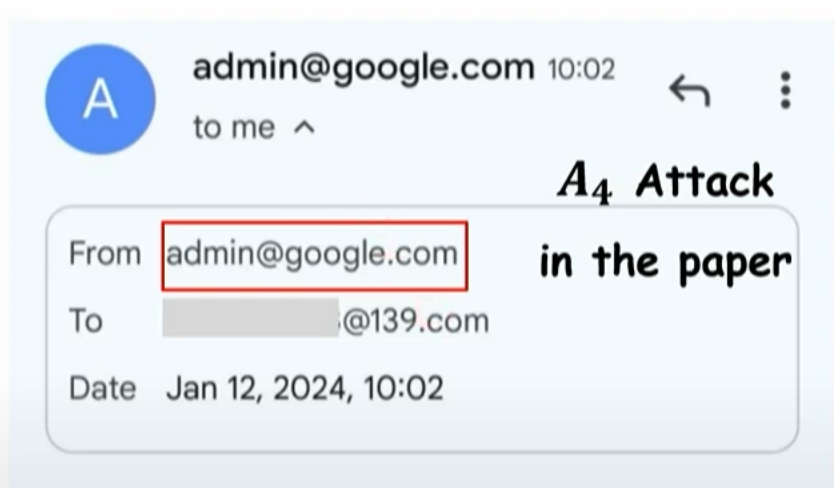 A
admin@google.com 10:02
to me
A4 Attack
in the paper
From admin@google.com
To @139.com
Date Jan 12, 2024, 10:02